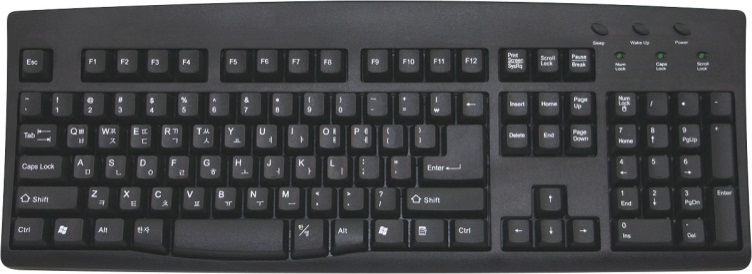 Sleep Wake Up Power
Esc F1 F2 F3 F4 F5 F6 F7 F8 F9 F10 F11 F12 Print Screen SysRq Scroll Lock Pause Break Num Lock Caps Lock Scroll Lock
~ ! 1 @ 2 # 3 $ 4 % 5 ^ 6 & 7 * 8 ( 9 ) 0 - + = | ₩ ← Insert Home Page Up Num Lock / * -
Tab Q ㅃ ㅂ W ㅉ ㅈ E ㄸ ㄷ R ㄲ ㄱ T ㅆ ㅅ Y ㅛ U ㅕ I ㅑ O ㅒ ㅐ P ㅖ ㅔ { [ } ] Delete End Page Down 7 Home 8 ↑ 9 PgUp +
Caps Lock A ㅁ S ㄴ D ㅇ F ㄹ G ㅎ H ㅗ J ㅓ K ㅏ L ㅣ : ; " ' Enter 4 ← 5 6 →
Shift Z ㅋ X ㅌ C ㅊ V ㅍ B ㅠ N ㅜ M ㅡ < , > . ? / Shift ↑ 1 End 2 ↓ 3 PgDn Enter
Ctrl Alt 한자 한/영 Alt Ctrl ← ↓ → 0 Ins . Del